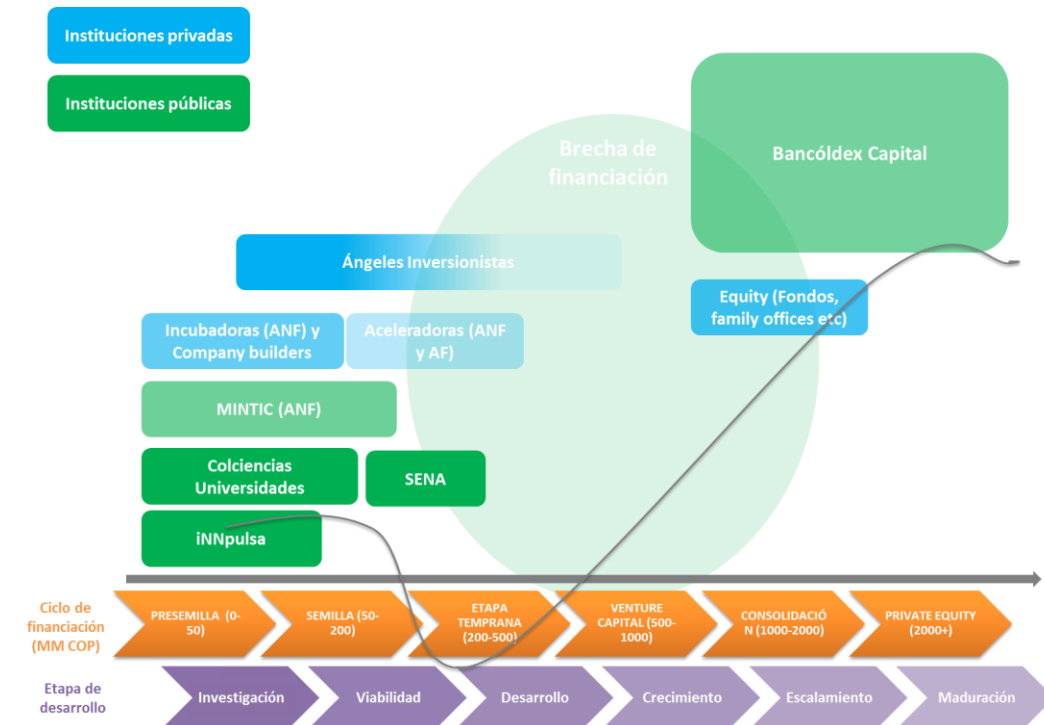 Instituciones privadas
Instituciones públicas
Brecha de
financiación
Bancóldex Capital
Ángeles Inversionistas
Equity (Fondos,
family offices etc)
Incubadoras (ANF) y
Company builders
Aceleradoras (ANF
y AF)
MINTIC (ANF)
Colciencias
Universidades
SENA
iNNpulsa
Ciclo de
financiación
(MM COP)
PRESEMILLA (0-
50)
SEMILLA (50-
200)
ETAPA
TEMPRANA
(200-500)
VENTURE
CAPITAL (500-
1000)
CONSOLIDACIÓ
N (1000-2000)
PRIVATE EQUITY
(2000+)
Etapa de
desarrollo
Investigación
Viabilidad
Desarrollo
Crecimiento
Escalamiento
Maduración